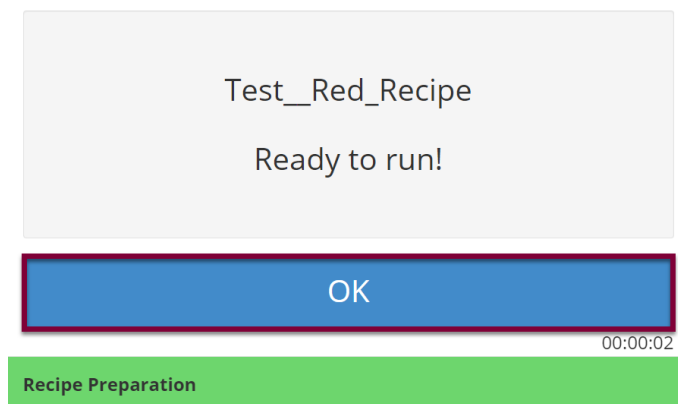 Test__Red_Recipe
Ready to run!
OK
00:00:02
Recipe Preparation